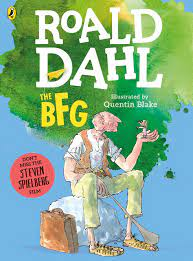 ROALD
DAHL
THE
BFG
Illustrated by
Quentin Blake
DON'T
MISS THE
STEVEN
SPIELBERG
FILM